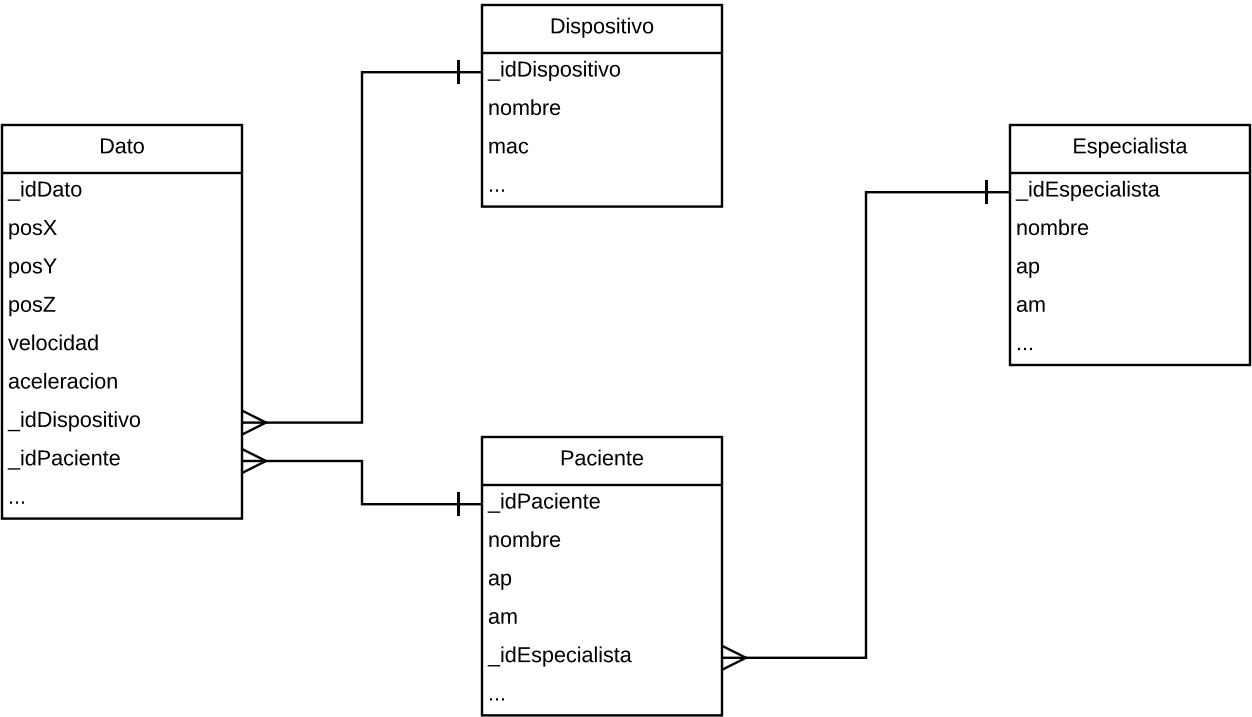 Dispositivo
_idDispositivo
nombre
mac
...
Dato
_idDato
posX
posY
posZ
velocidad
aceleracion
_idDispositivo
_idPaciente
...
Especialista
_idEspecialista
nombre
ap
am
...
Paciente
_idPaciente
nombre
ap
am
_idEspecialista
...